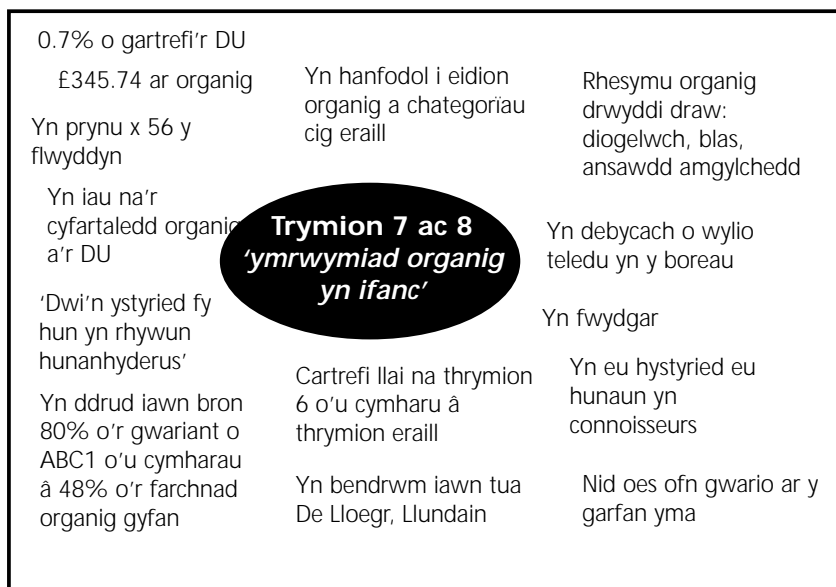 0.7% o gartrefi'r DU
£345.74 ar organig
Yn prynu x 56 y
flwyddyn
Yn iau na'r
cyfartaledd organig
a'r DU
'Dwi'n ystyried fy
hun yn rhywun
hunanhyderus'
Yn ddrud iawn bron
80% o'r gwariant o
ABC1 o'u cymharau
â 48% o'r farchnad
organig gyfan
Yn hanfodol i eidion
organig a chategorïau
cig eraill
Trymion 7 ac 8
'ymrwymiad organig
yn ifanc'
Cartrefi llai na thrymion
6 o'u cymharu â
thrymion eraill
Yn bendrwm iawn tua
De Lloegr, Llundain
Rhesymu organig
drwyddi draw:
diogelwch, blas,
ansawdd amgylchedd
Yn debycach o wylio
teledu yn y boreau
Yn fwydgar
Yn eu hystyried eu
hunaun yn
connoisseurs
Nid oes ofn gwario ar y
garfan yma